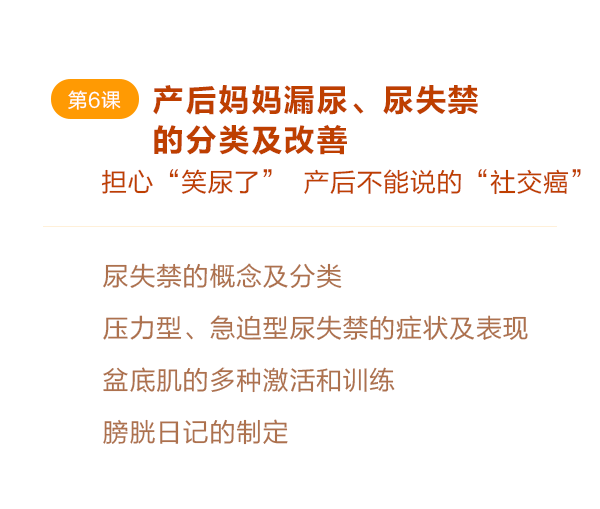 第6课
产后妈妈漏尿、尿失禁
的分类及改善
担心“笑尿了” 产后不能说的“社交癌”
尿失禁的概念及分类
压力型、急迫型尿失禁的症状及表现
盆底肌的多种激活和训练
膀胱日记的制定